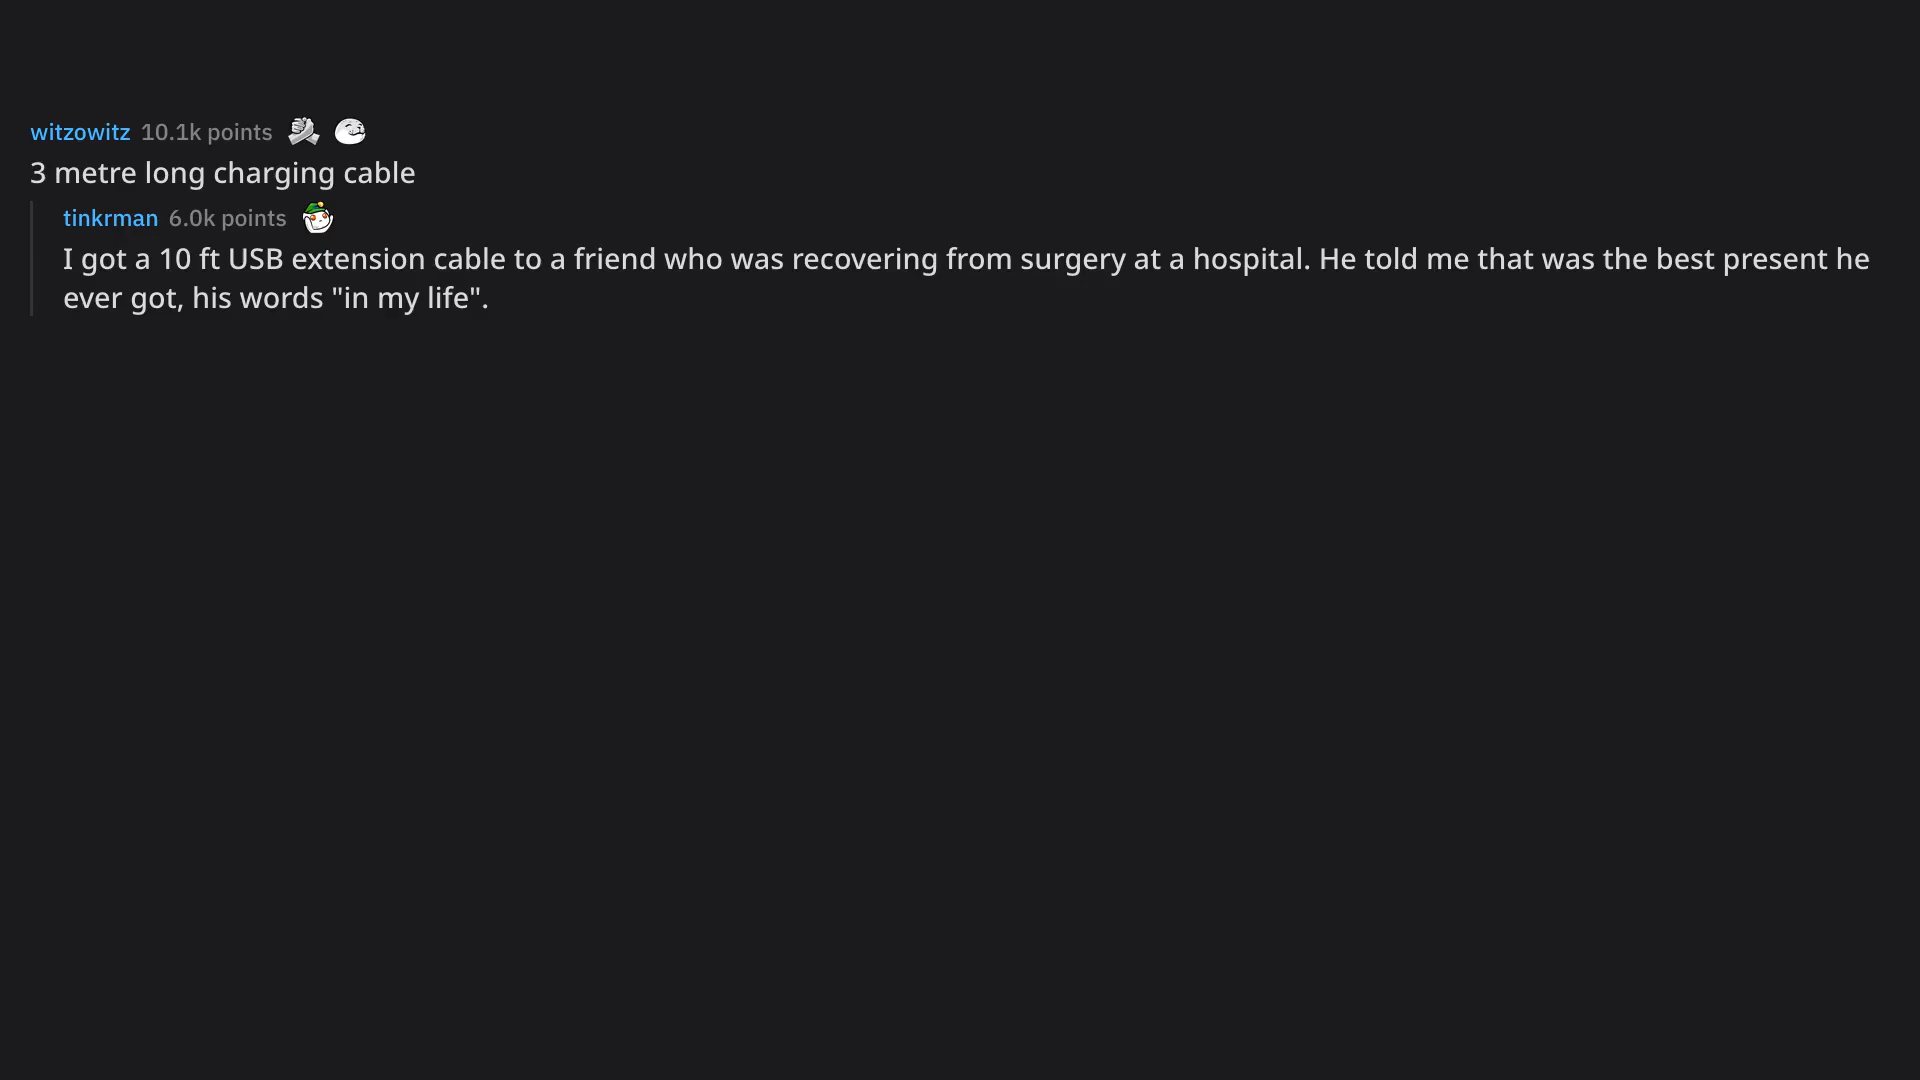 witzowitz 10.1k points
3 metre long charging cable
tinkrman 6.0k points
I got a 10 ft USB extension cable to a friend who was recovering from surgery at a hospital. He told me that was the best present he
ever got, his words "in my life".